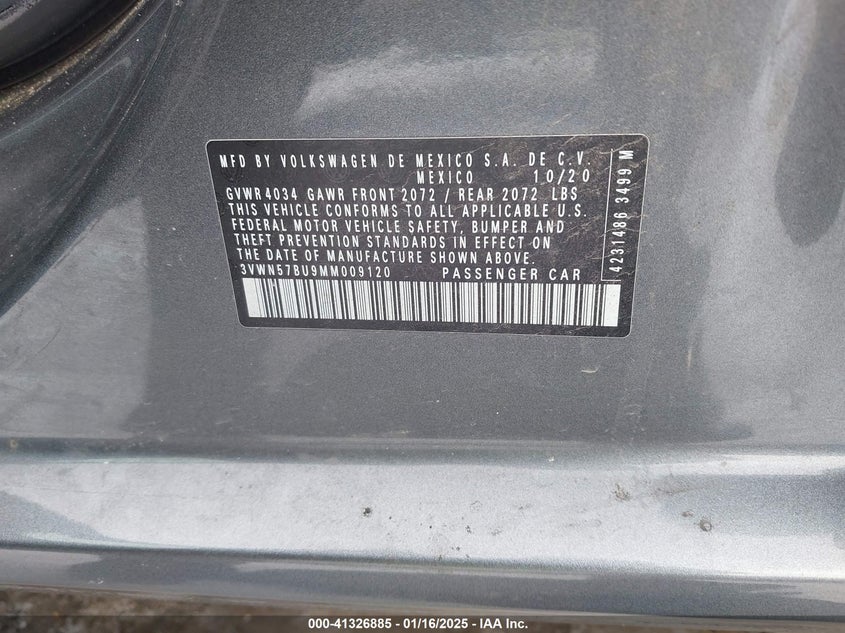 MFD BY VOLKSWAGEN DE MEXICO S.A. DE C.V.
MEXICO 10/20
GVWR 4034 GAWR FRONT 2072 / REAR 2072 LBS
THIS VEHICLE CONFORMS TO ALL APPLICABLE U.S.
FEDERAL MOTOR VEHICLE SAFETY, BUMPER AND
THEFT PREVENTION STANDARDS IN EFFECT ON
THE DATE OF MANUFACTURE SHOWN ABOVE.
3VWN57BU9MM009120 PASSENGER CAR
4231486 3499 M
000-41326885 - 01/16/2025 - © IAA Inc.